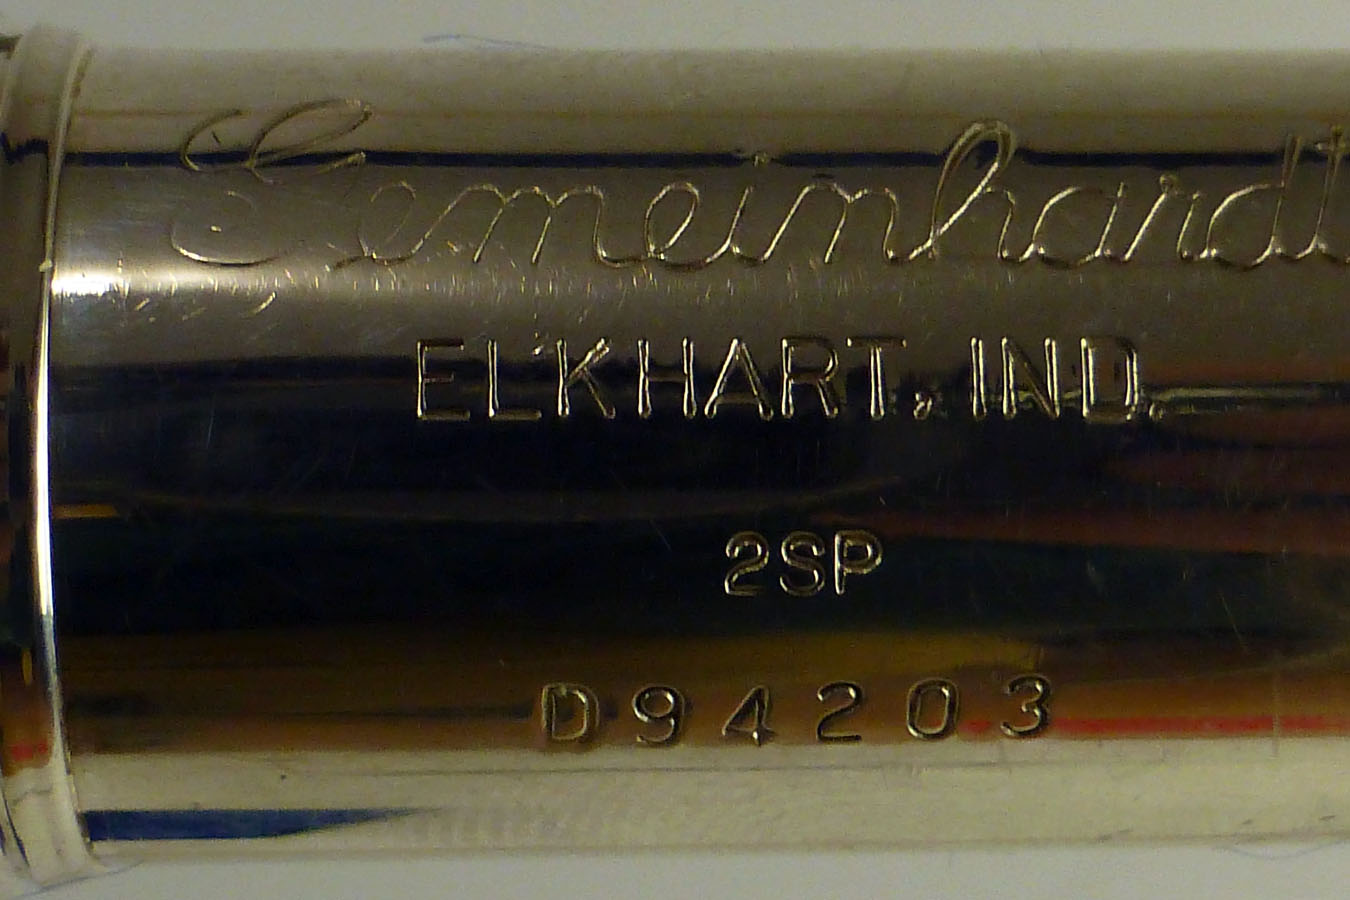 Gemeinhardt
ELKHART, IND.
2SP
D94203